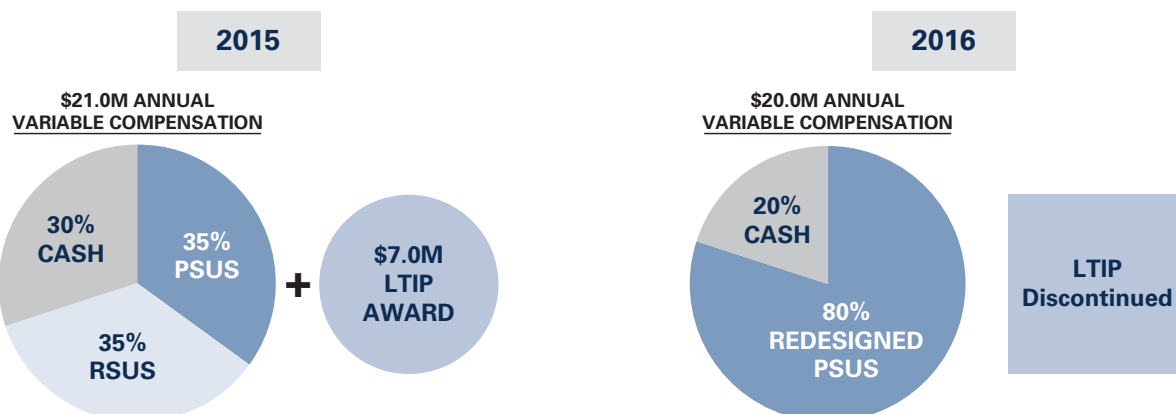 2015
$21.0M ANNUAL
VARIABLE COMPENSATION
30%
CASH
35%
PSUS
35%
RSUS
+
$7.0M
LTIP
AWARD
2016
$20.0M ANNUAL
VARIABLE COMPENSATION
20%
CASH
80%
REDESIGNED
PSUS
LTIP
Discontinued